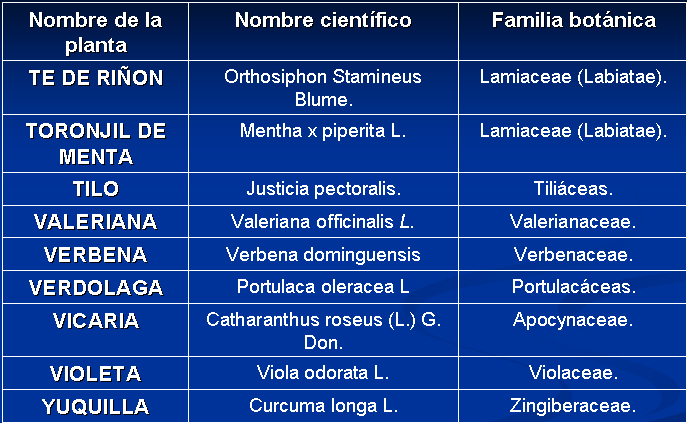 Nombre de la planta | Nombre científico | Familia botánica
TE DE RIÑON | Orthosiphon Stamineus Blume. | Lamiaceae (Labiatae).
TORONJIL DE MENTA | Mentha x piperita L. | Lamiaceae (Labiatae).
TILO | Justicia pectoralis. | Tiliáceas.
VALERIANA | Valeriana officinalis L. | Valerianaceae.
VERBENA | Verbena dominguensis | Verbenaceae.
VERDOLAGA | Portulaca oleracea L | Portulacáceas.
VICARIA | Catharanthus roseus (L.) G. Don. | Apocynaceae.
VIOLETA | Viola odorata L. | Violaceae.
YUQUILLA | Curcuma longa L. | Zingiberaceae.